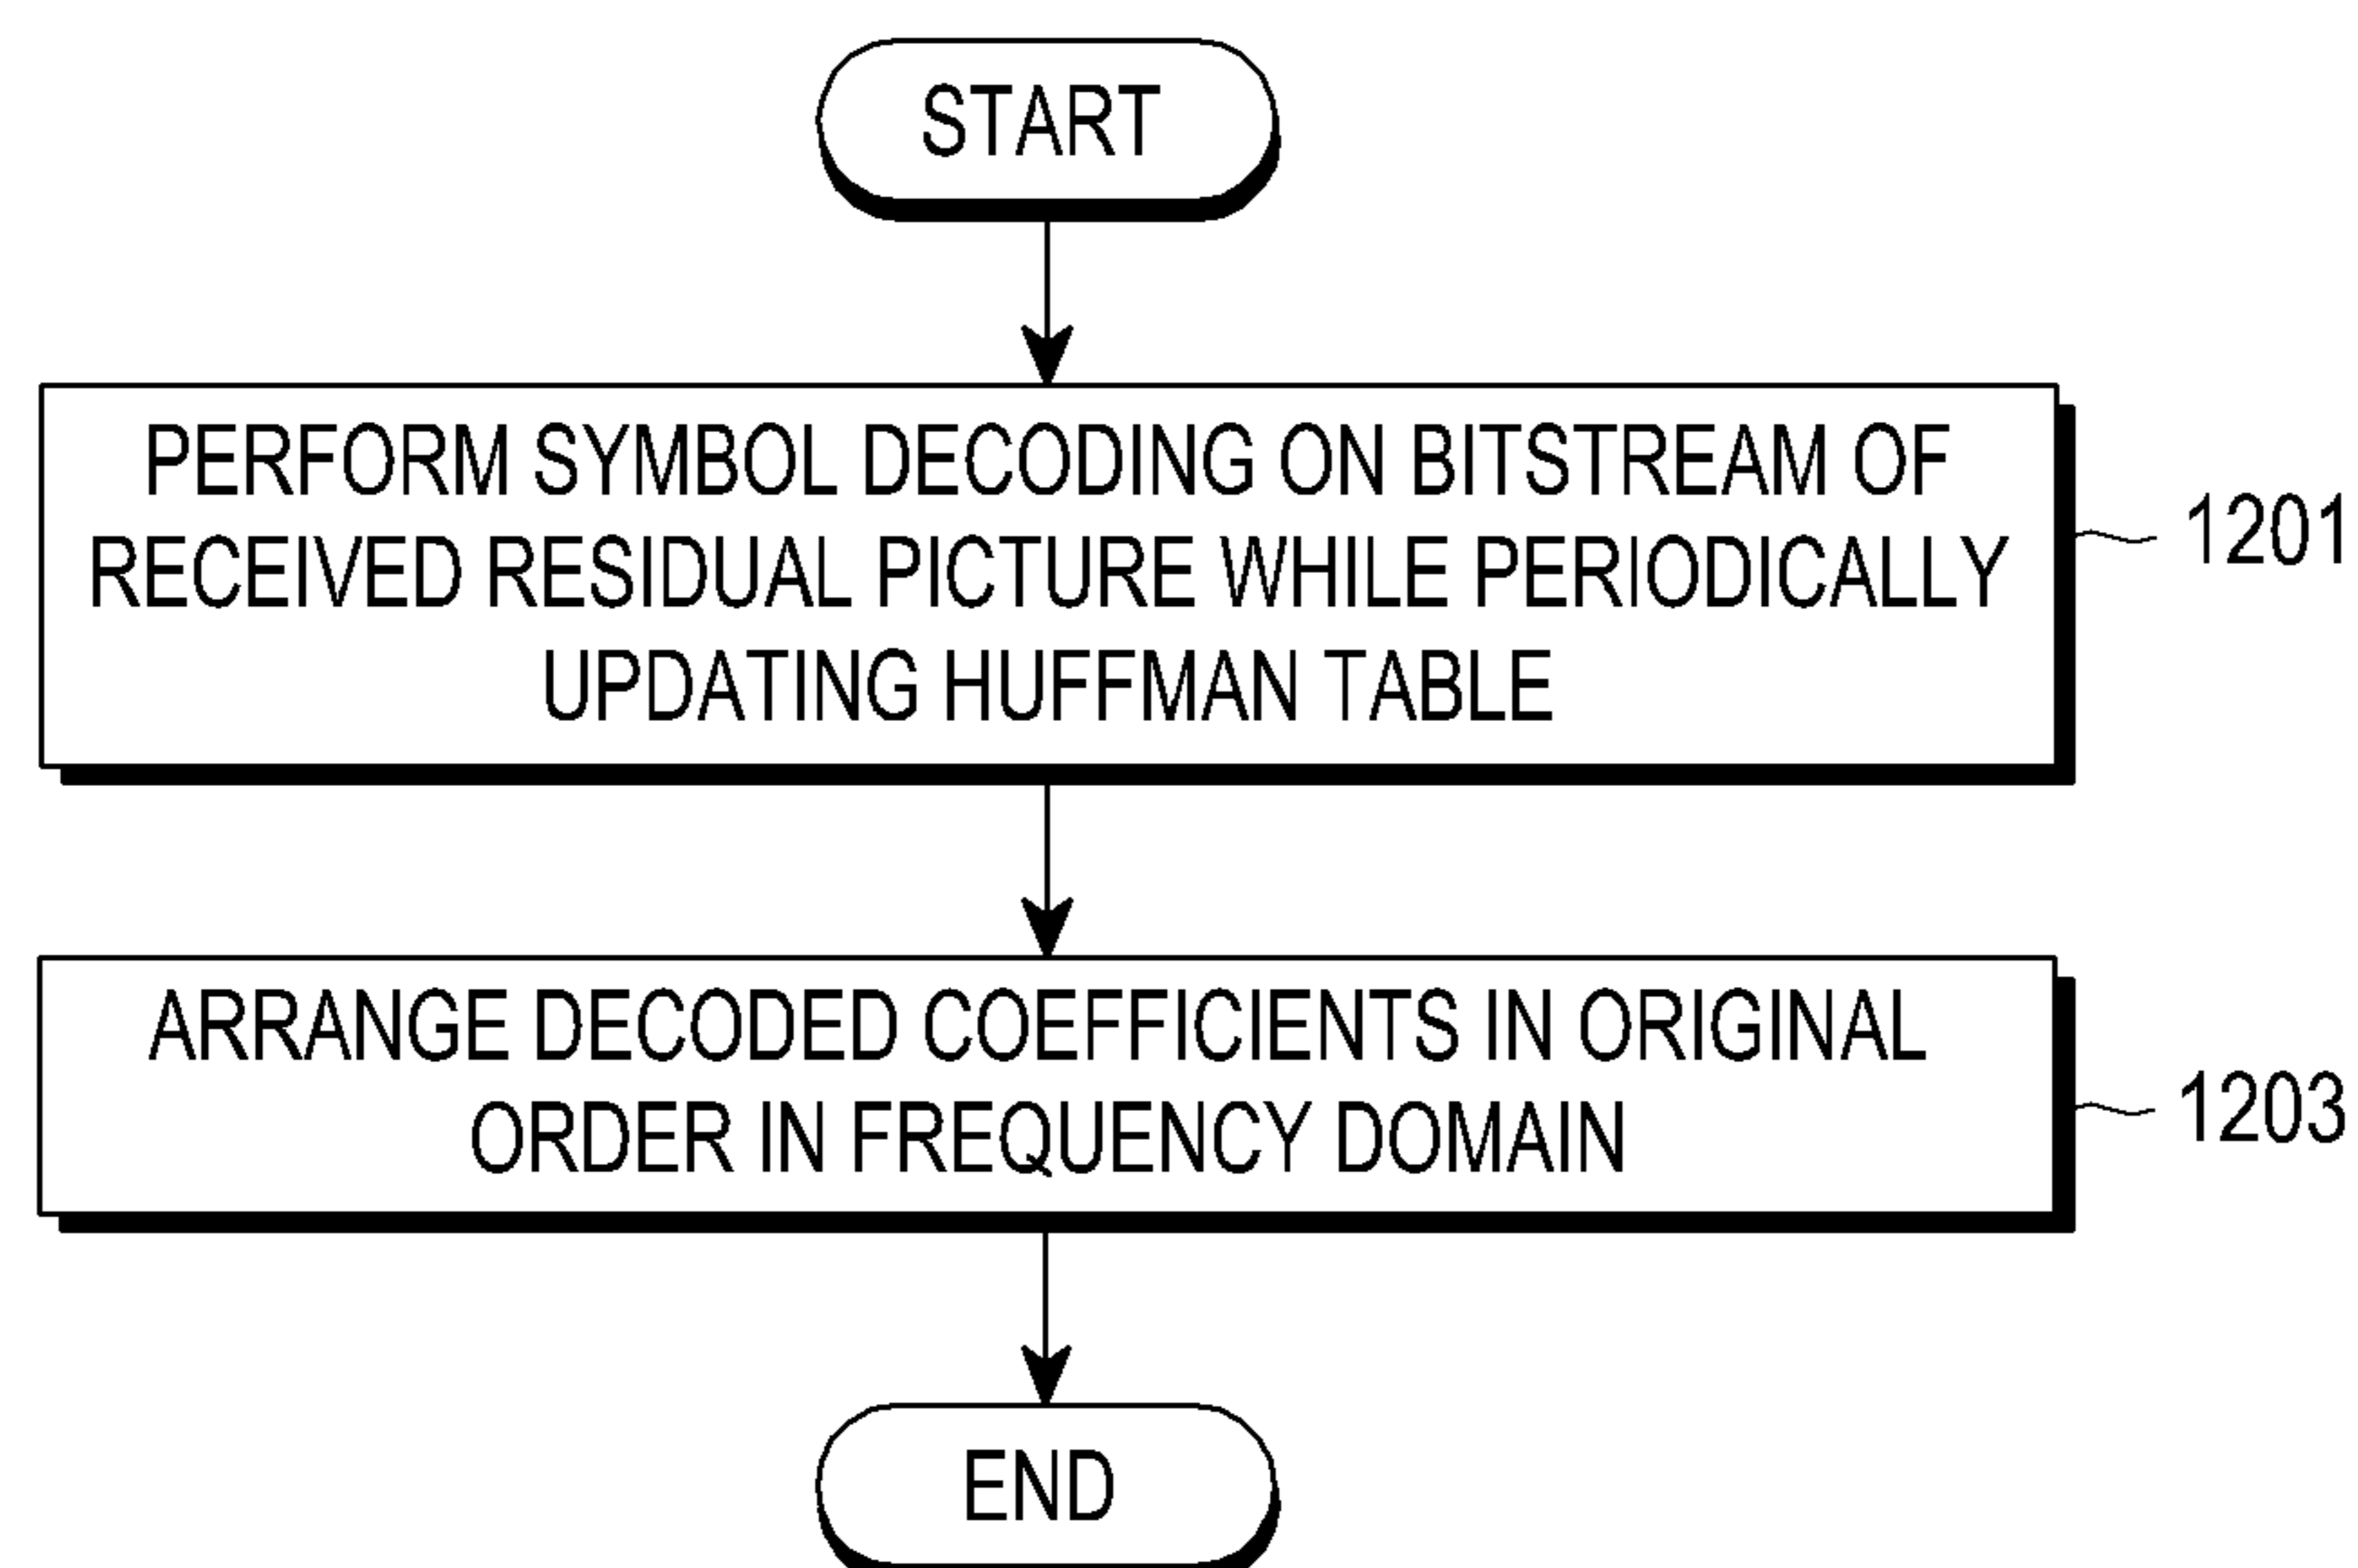 START
PERFORM SYMBOL DECODING ON BITSTREAM OF
RECEIVED RESIDUAL PICTURE WHILE PERIODICALLY
UPDATING HUFFMAN TABLE
1201
ARRANGE DECODED COEFFICIENTS IN ORIGINAL
ORDER IN FREQUENCY DOMAIN
1203
END